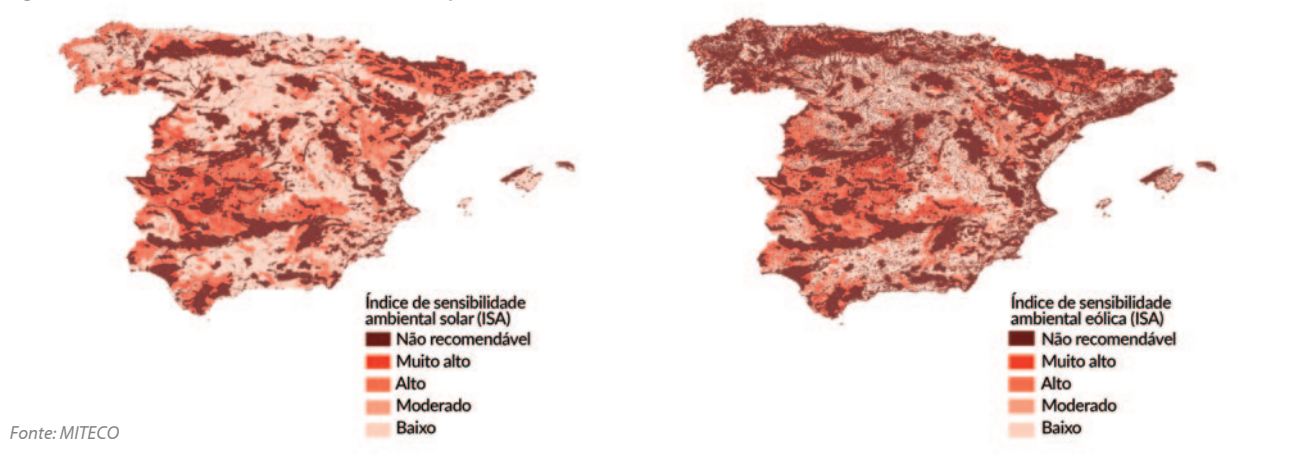 Índice de sensibilidade
ambiental solar (ISA)
Não recomendável
Muito alto
Alto
Moderado
Baixo
Índice de sensibilidade
ambiental eólica (ISA)
Não recomendável
Muito alto
Alto
Moderado
Baixo
Fonte: MITECO